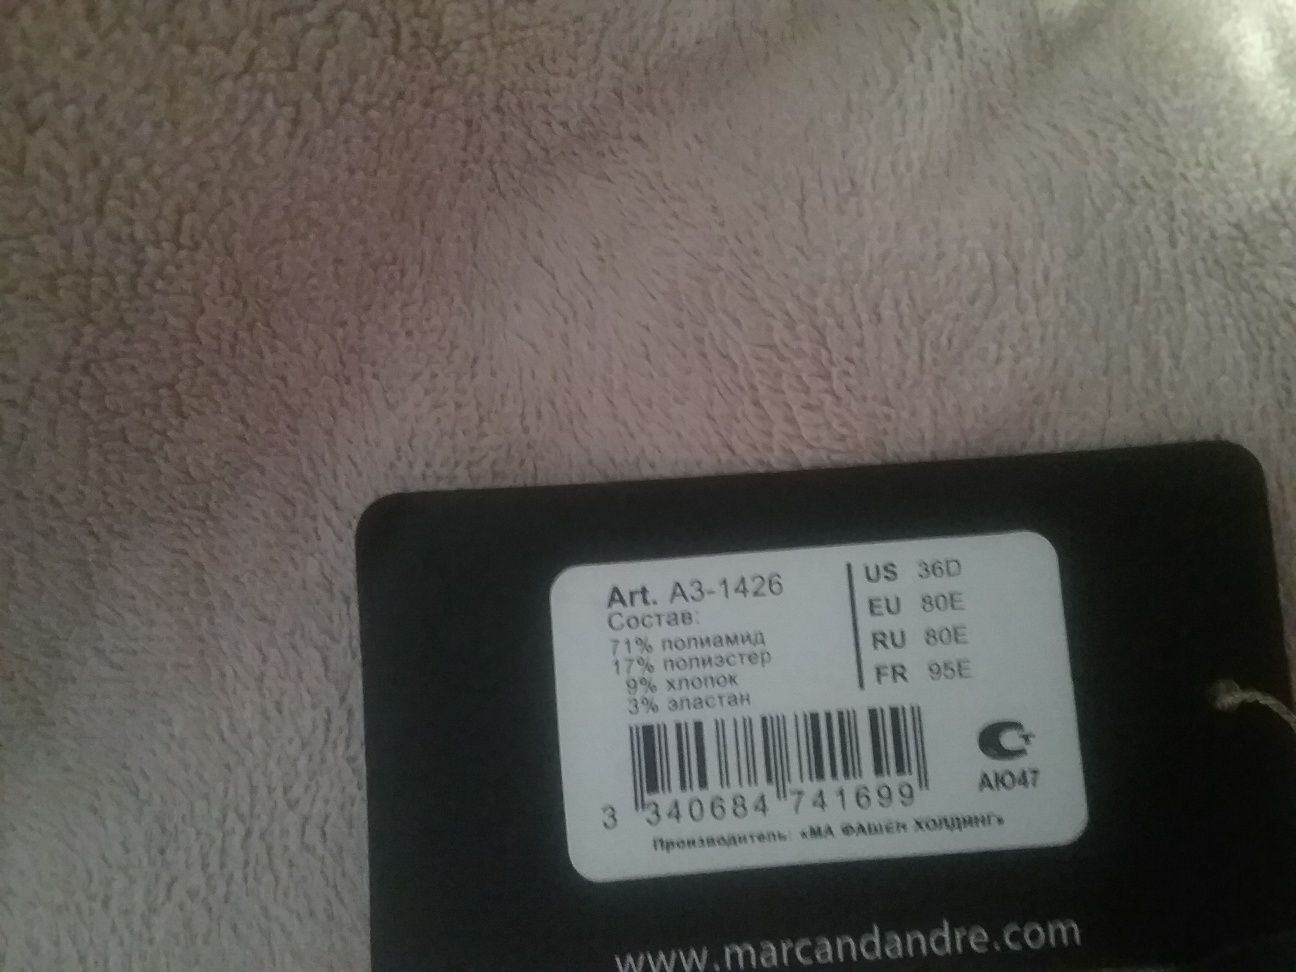 Art. A3-1426
Состав:
71% полиамид
17% полиэстер
9% хлопок
3% эластан
US 36D
EU 80E
RU 80E
FR 95E
АЮ47
3 340684 741699
Производитель: «МА ФАШЕН ХОЛДИНГ»
www.marcandandre.com